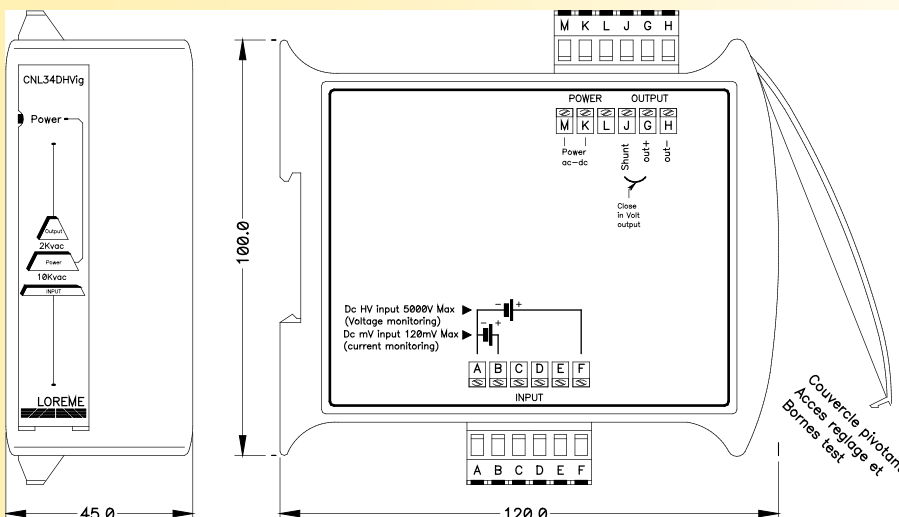 M K L J G H
CNL34DHVig
Power
Output
2Kvac
Power
10Kvac
INPUT
LOREME
45.0
100.0
POWER OUTPUT
M K L J G H
Power
ac-dc
Shunt
out+
out-
Close
in Volt
output
Dc HV input 5000V Max
(Voltage monitoring)
Dc mV input 120mV Max
(current monitoring)
- +
- +
A B C D E F
INPUT
A B C D E F
120.0
Couvercle pivotant
Acces reglage et
Bornes test